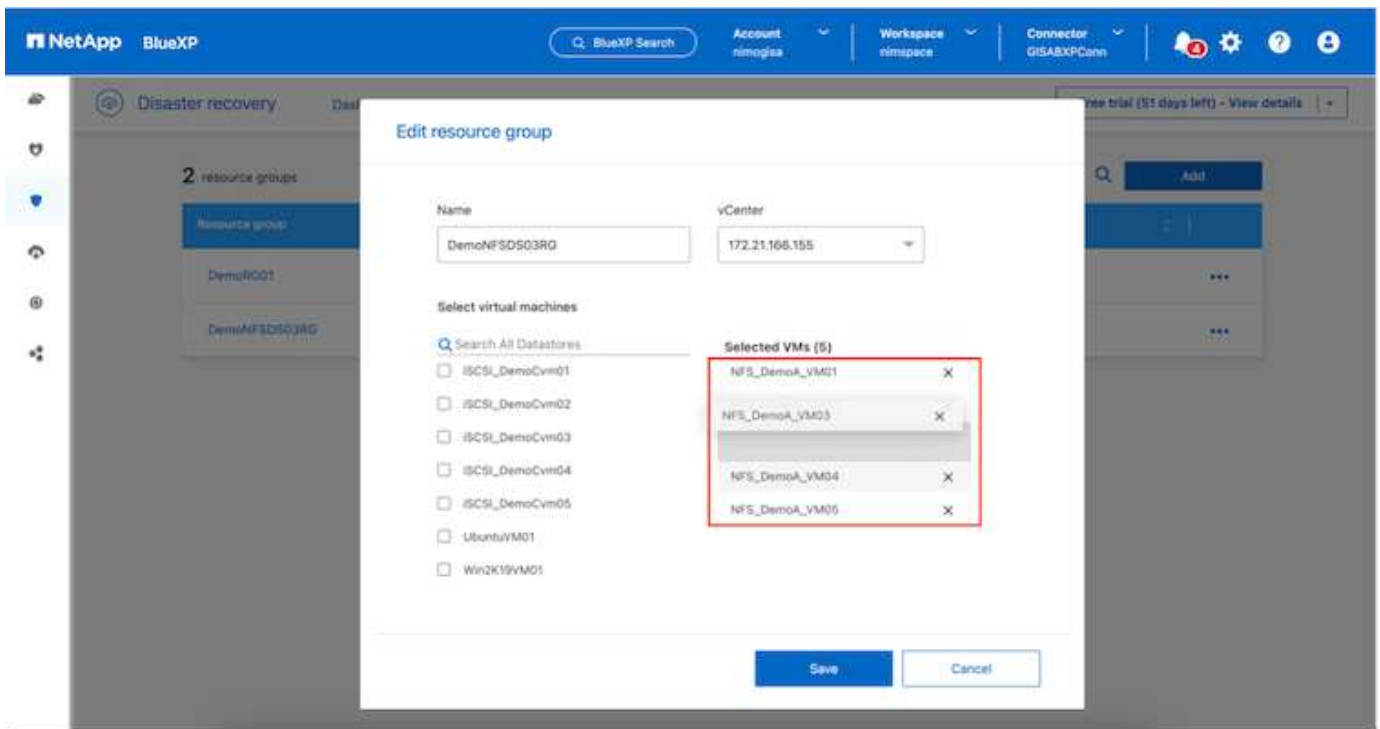 NetApp BlueXP
BlueXP Search
Account
nimogisa
Workspace
nimspace
Connector
GISABXPConn
4
?
Disaster recovery
Free trial (51 days left) - View details
2 resource groups
Add
Resource group
DemoRG01
DemoNFSDS03RG
Edit resource group
Name
vCenter
DemoNFSDS03RG
172.21.166.155
Select virtual machines
Search All Datastores
Selected VMs (5)
iSCSI_DemoCvm01
iSCSI_DemoCvm02
iSCSI_DemoCvm03
iSCSI_DemoCvm04
iSCSI_DemoCvm05
UbuntuVM01
Win2K19VM01
NFS_DemoA_VM01
NFS_DemoA_VM03
NFS_DemoA_VM04
NFS_DemoA_VM05
Save
Cancel